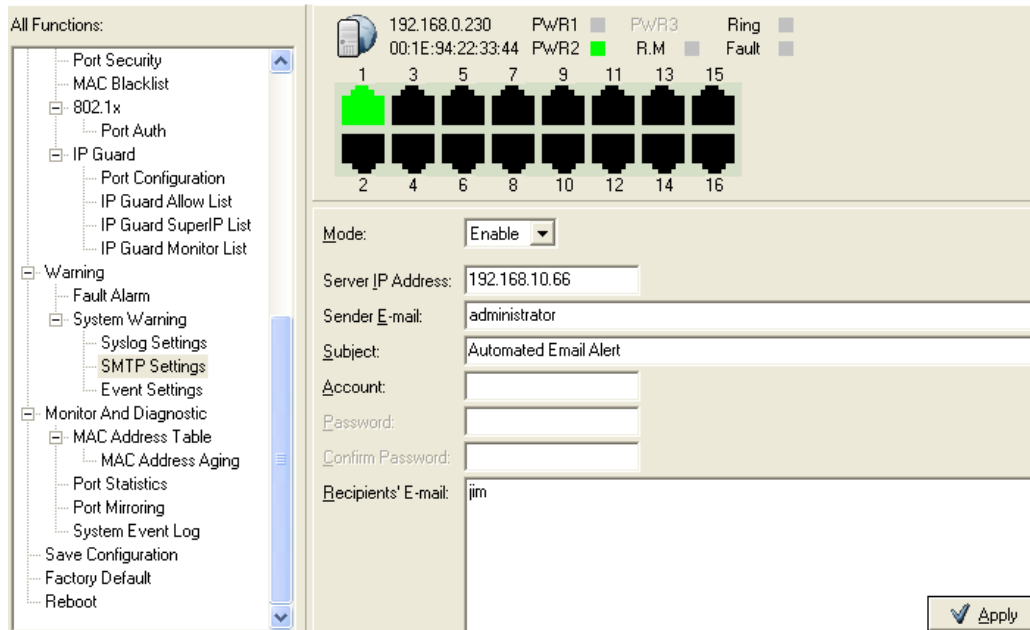 All Functions:
Port Security
MAC Blacklist
802.1x
Port Auth
IP Guard
Port Configuration
IP Guard Allow List
IP Guard SuperIP List
IP Guard Monitor List
Warning
Fault Alarm
System Warning
Syslog Settings
SMTP Settings
Event Settings
Monitor And Diagnostic
MAC Address Table
MAC Address Aging
Port Statistics
Port Mirroring
System Event Log
Save Configuration
Factory Default
Reboot
192.168.0.230 PWR1 PWR3 Ring
00:1E:94:22:33:44 PWR2 R.M Fault
1 3 5 7 9 11 13 15
2 4 6 8 10 12 14 16
Mode: Enable
Server IP Address: 192.168.10.66
Sender E-mail: administrator
Subject: Automated Email Alert
Account:
Password:
Confirm Password:
Recipients' E-mail: jim
Apply